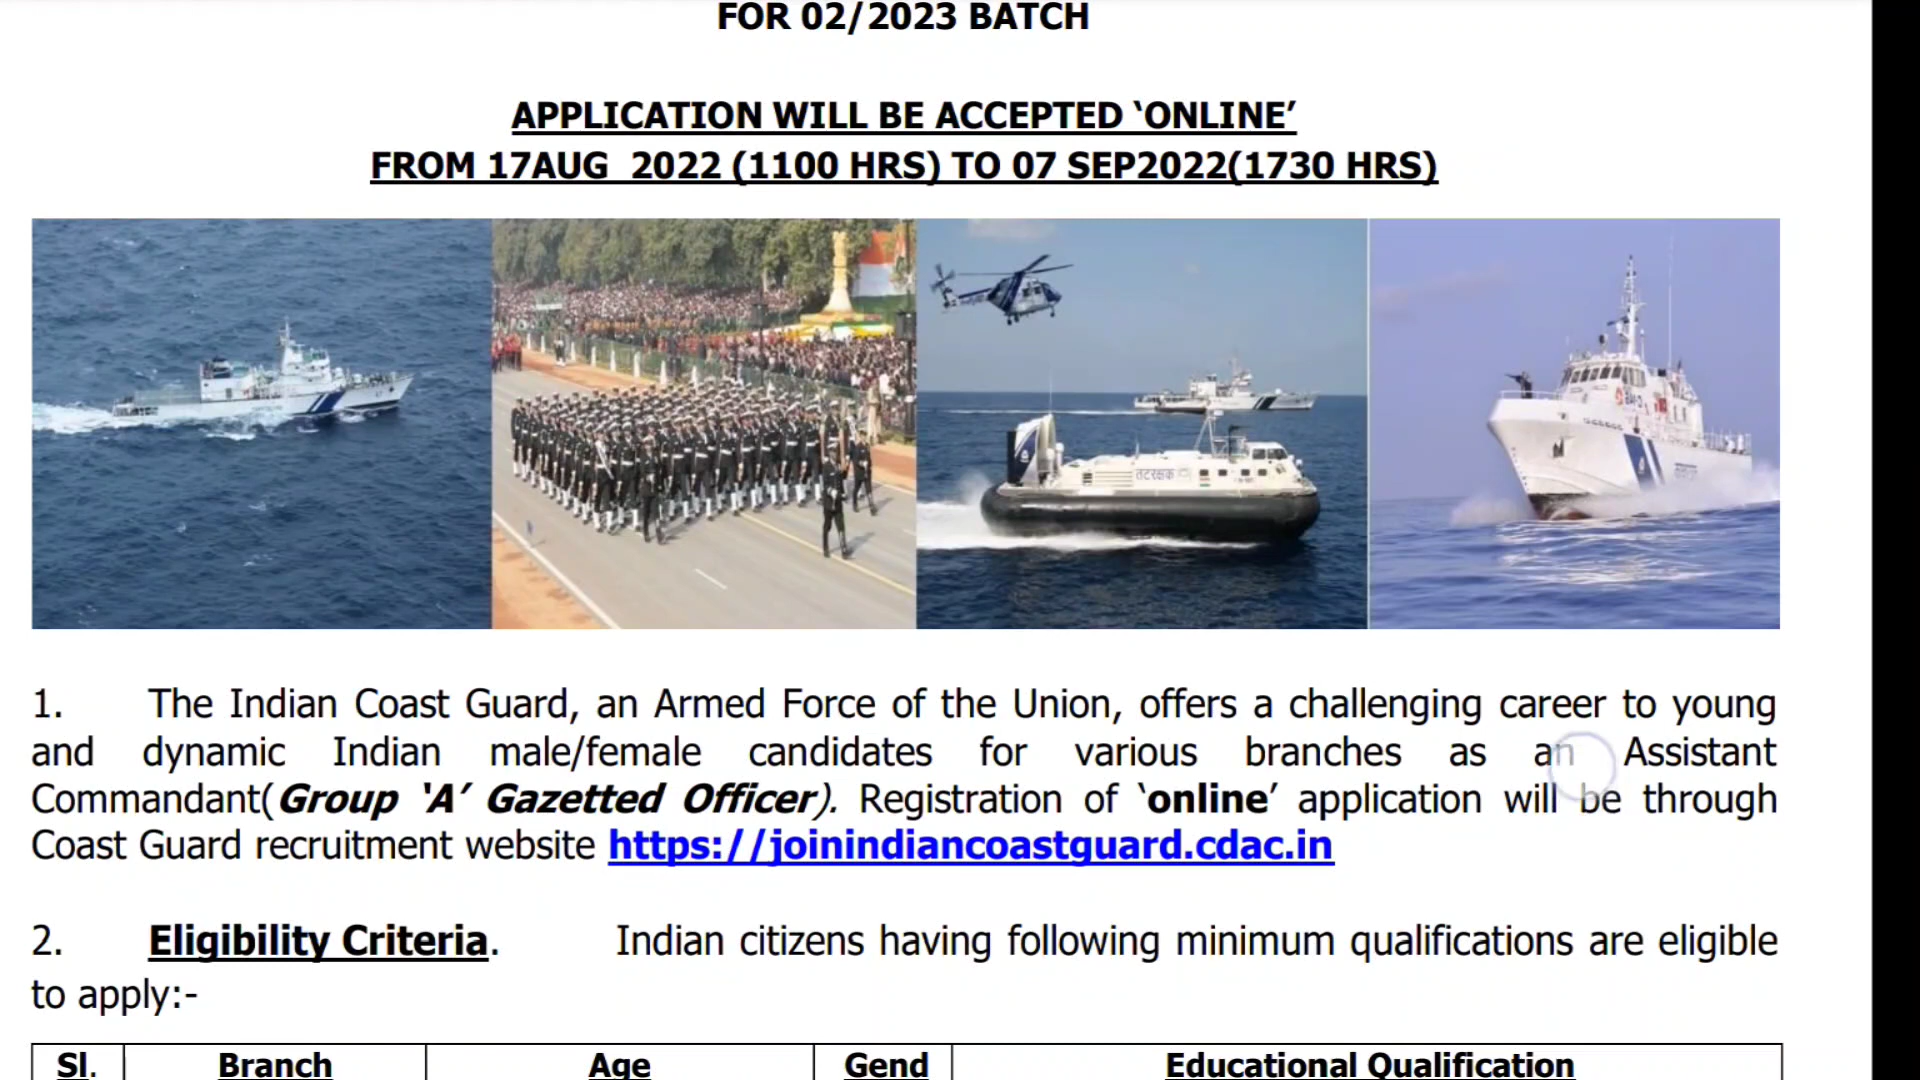 FOR 02/2023 BATCH
APPLICATION WILL BE ACCEPTED ‘ONLINE’
FROM 17AUG 2022 (1100 HRS) TO 07 SEP2022(1730 HRS)
तटरक्षक
1. The Indian Coast Guard, an Armed Force of the Union, offers a challenging career to young
and dynamic Indian male/female candidates for various branches as an Assistant
Commandant(Group ‘A’ Gazetted Officer). Registration of ‘online’ application will be through
Coast Guard recruitment website https://joinindiancoastguard.cdac.in
2. Eligibility Criteria. Indian citizens having following minimum qualifications are eligible
to apply:-
Sl. Branch Age Gend Educational Qualification